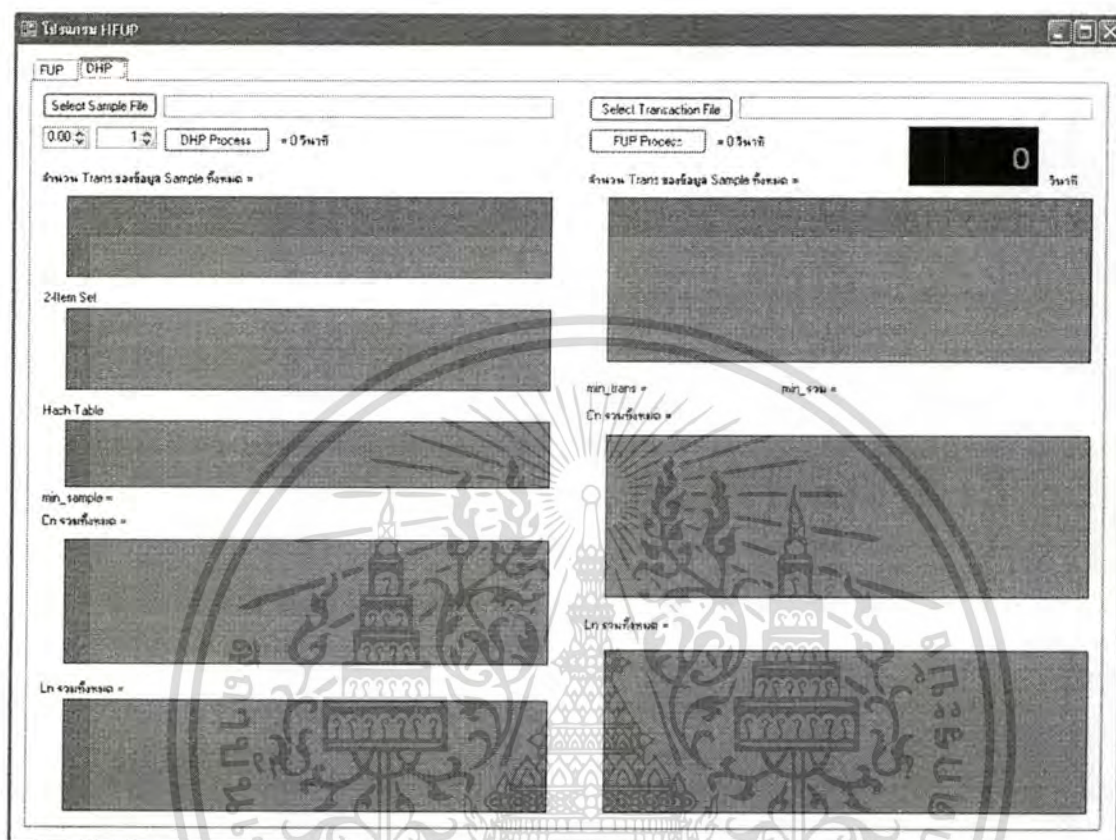 โปรแกรม HFUP
FUP DHP
Select Sample File
0.00 1 DHP Process = 0 วินาที
จำนวน Trans ของข้อมูล Sample ทั้งหมด =
2-Item Set
Hash Table
min_sample =
Cn รวมทั้งหมด =
Ln รวมทั้งหมด =
Select Transaction File
FUP Process = 0 วินาที
0 วินาที
จำนวน Trans ของข้อมูล Sample ทั้งหมด =
min_trans = min_รวม =
Cn รวมทั้งหมด =
Ln รวมทั้งหมด =